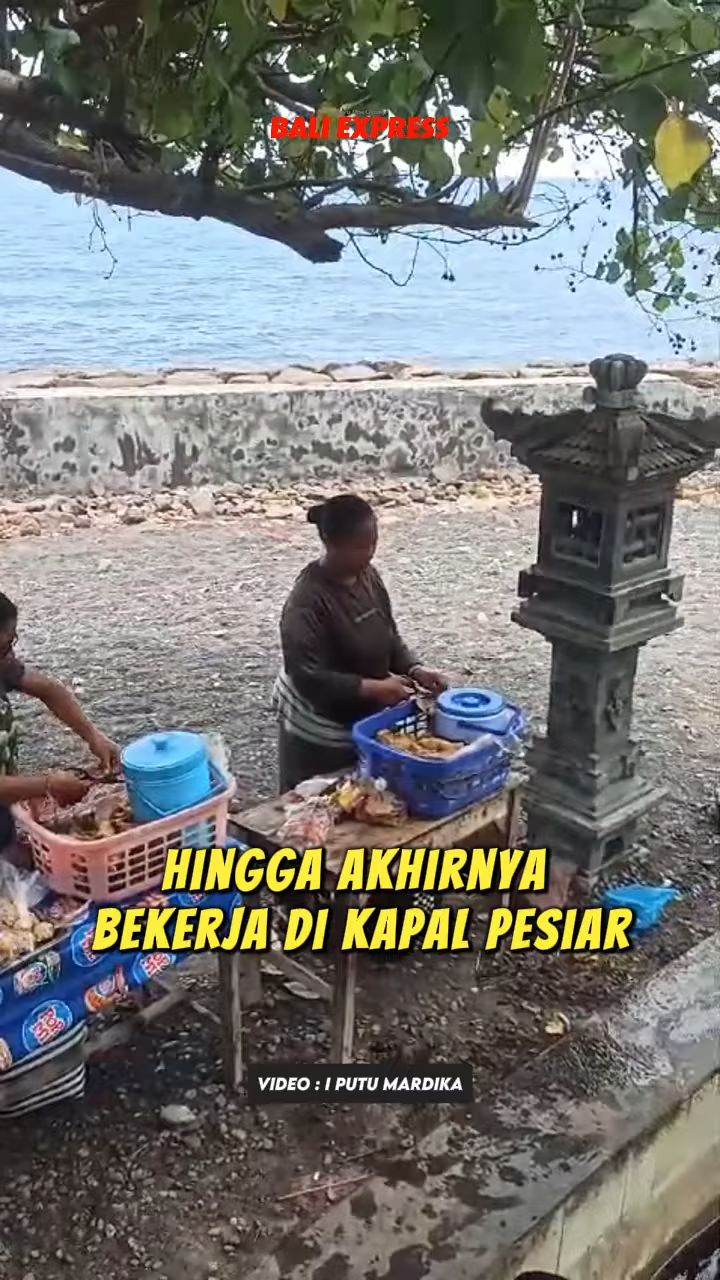 BALI EXPRESS
HINGGA AKHIRNYA
BEKERJA DI KAPAL PESIAR
VIDEO : I PUTU MARDIKA